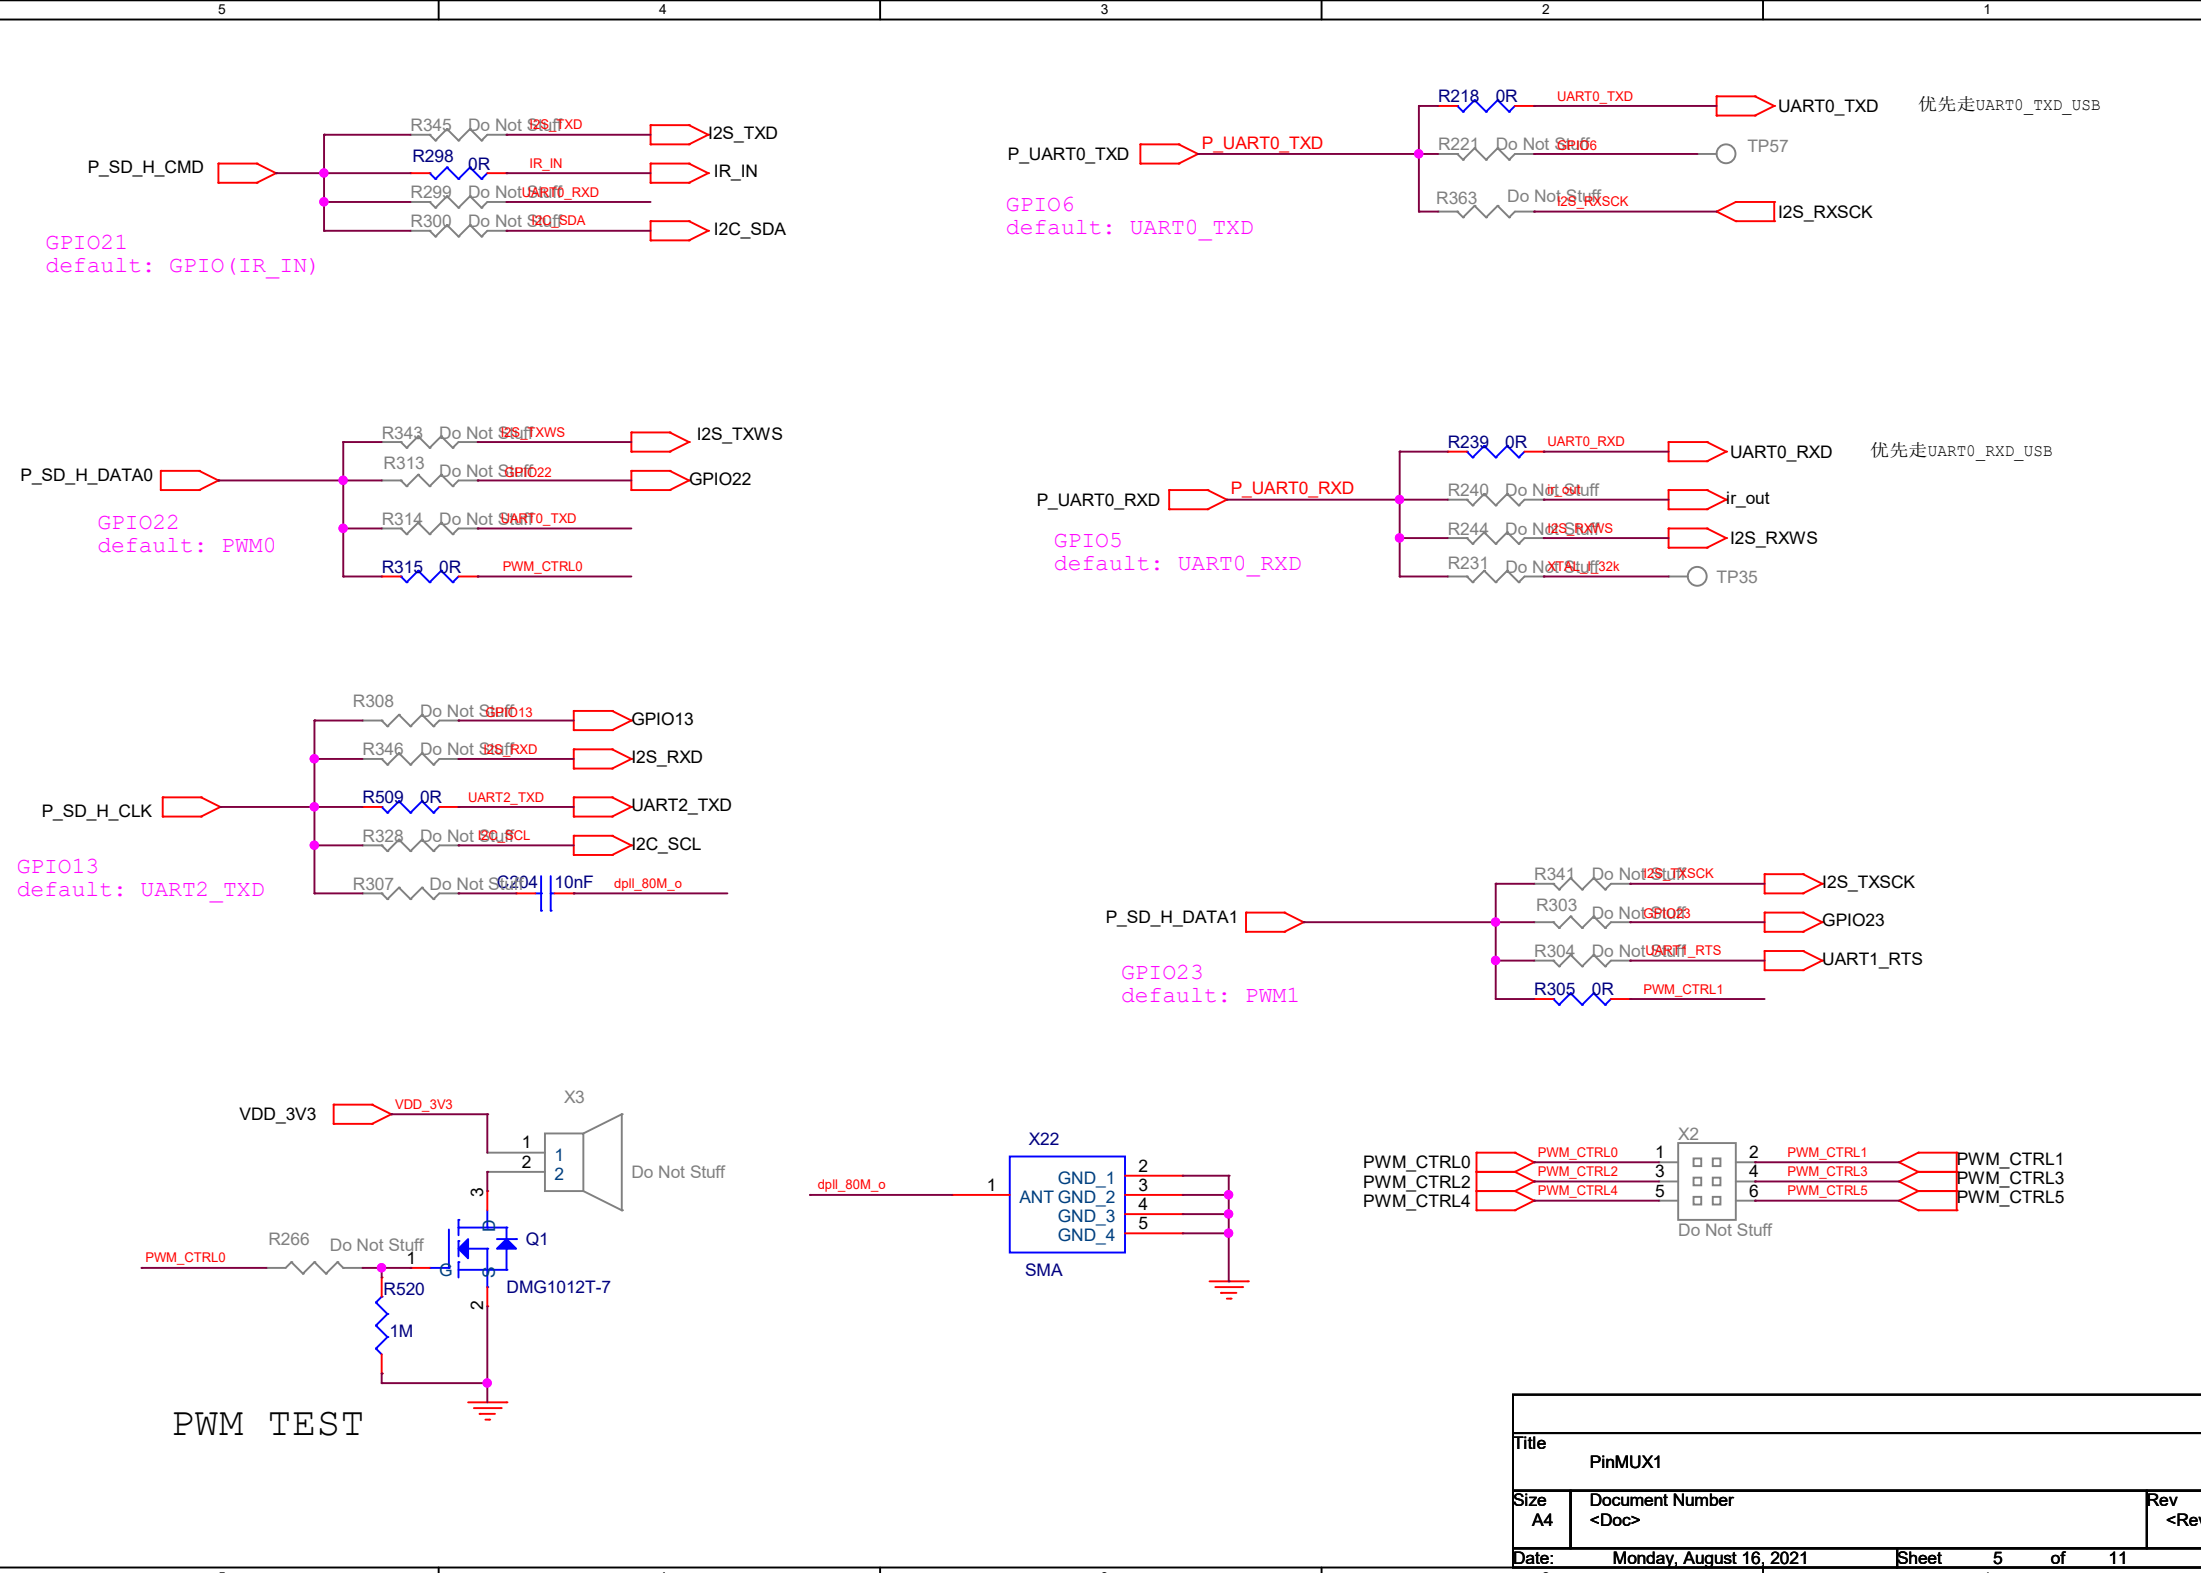 5 4 3 2 1
R345 Do Not Stuff I2S_TXD I2S_TXD
P_SD_H_CMD R298 0R IR_IN IR_IN
R299 Do Not Stuff UART0_RXD
R300 Do Not Stuff I2C_SDA I2C_SDA
GPIO21
default: GPIO(IR_IN)
R218 0R UART0_TXD UART0_TXD 优先走UART0_TXD_USB
P_UART0_TXD P_UART0_TXD R221 Do Not Stuff GPIO6 TP57
R363 Do Not Stuff I2S_RXSCK I2S_RXSCK
GPIO6
default: UART0_TXD
R343 Do Not Stuff I2S_TXWS I2S_TXWS
P_SD_H_DATA0 R313 Do Not Stuff GPIO22 GPIO22
R314 Do Not Stuff UART0_TXD
R315 0R PWM_CTRL0
GPIO22
default: PWM0
R239 0R UART0_RXD UART0_RXD 优先走UART0_RXD_USB
P_UART0_RXD P_UART0_RXD R240 Do Not Stuff ir_out ir_out
R244 Do Not Stuff I2S_RXWS I2S_RXWS
R231 Do Not Stuff TP35
GPIO5
default: UART0_RXD
R308 Do Not Stuff GPIO13 GPIO13
R346 Do Not Stuff I2S_RXD I2S_RXD
P_SD_H_CLK R509 0R UART2_TXD UART2_TXD
R328 Do Not Stuff I2C_SCL I2C_SCL
R307 Do Not Stuff C204 10nF dpll_80M_o
GPIO13
default: UART2_TXD
R341 Do Not Stuff I2S_TXSCK I2S_TXSCK
P_SD_H_DATA1 R303 Do Not Stuff GPIO23 GPIO23
R304 Do Not Stuff UART1_RTS UART1_RTS
R305 0R PWM_CTRL1
GPIO23
default: PWM1
X3
VDD_3V3 VDD_3V3
1 1
2 2
Do Not Stuff
3
D
R266 Do Not Stuff Q1
PWM_CTRL0 1 G S
R520 DMG1012T-7
2
1M
PWM TEST
X22
GND_1 2
dpll_80M_o 1 ANT GND_2 3
GND_3 4
GND_4 5
SMA
X2
PWM_CTRL0 PWM_CTRL0 1 2 PWM_CTRL1 PWM_CTRL1
PWM_CTRL2 PWM_CTRL2 3 4 PWM_CTRL3 PWM_CTRL3
PWM_CTRL4 PWM_CTRL4 5 6 PWM_CTRL5 PWM_CTRL5
Do Not Stuff
Title
PinMUX1
Size Document Number Rev
A4 <Doc> <Rev
Date: Monday, August 16, 2021 Sheet 5 of 11